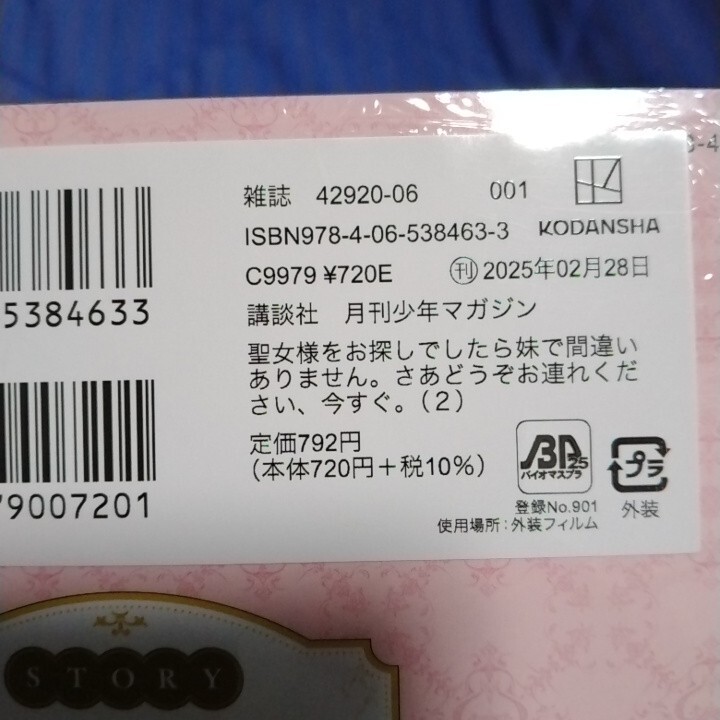 雑誌 42920-06 001
ISBN978-4-06-538463-3 KODANSHA
C9979 ¥720E ㊕刊 2025年02月28日
5384633
講談社 月刊少年マガジン
聖女様をお探しでしたら妹で間違い
ありません。さあどうぞお連れくだ
さい、今すぐ。（2）
定価792円
（本体720円＋税10％）
79007201
バイオマスプラ 25
プラ
登録No.901 外装
使用場所：外装フィルム
STORY